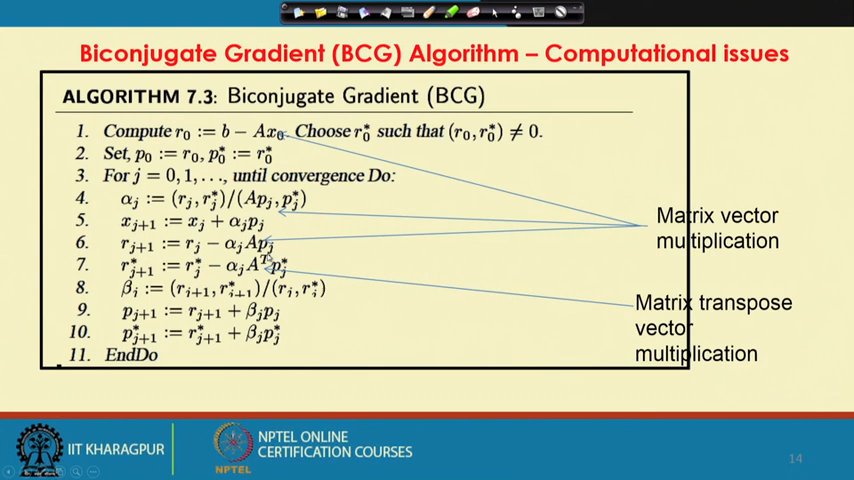 Biconjugate Gradient (BCG) Algorithm – Computational issues
ALGORITHM 7.3: Biconjugate Gradient (BCG)
1. Compute r₀ := b − Ax₀. Choose r₀* such that (r₀, r₀*) ≠ 0.
2. Set, p₀ := r₀, p₀* := r₀*
3. For j = 0, 1, . . ., until convergence Do:
4. αⱼ := (rⱼ, rⱼ*)/(Apⱼ, pⱼ*)
5. xⱼ₊₁ := xⱼ + αⱼpⱼ
6. rⱼ₊₁ := rⱼ − αⱼApⱼ
7. rⱼ₊₁* := rⱼ* − αⱼAᵀpⱼ*
8. βⱼ := (rⱼ₊₁, rⱼ₊₁*)/(rⱼ, rⱼ*)
9. pⱼ₊₁ := rⱼ₊₁ + βⱼpⱼ
10. pⱼ₊₁* := rⱼ₊₁* + βⱼpⱼ*
11. EndDo
Matrix vector
multiplication
Matrix transpose
vector
multiplication
IIT KHARAGPUR
NPTEL
NPTEL ONLINE
CERTIFICATION COURSES
14